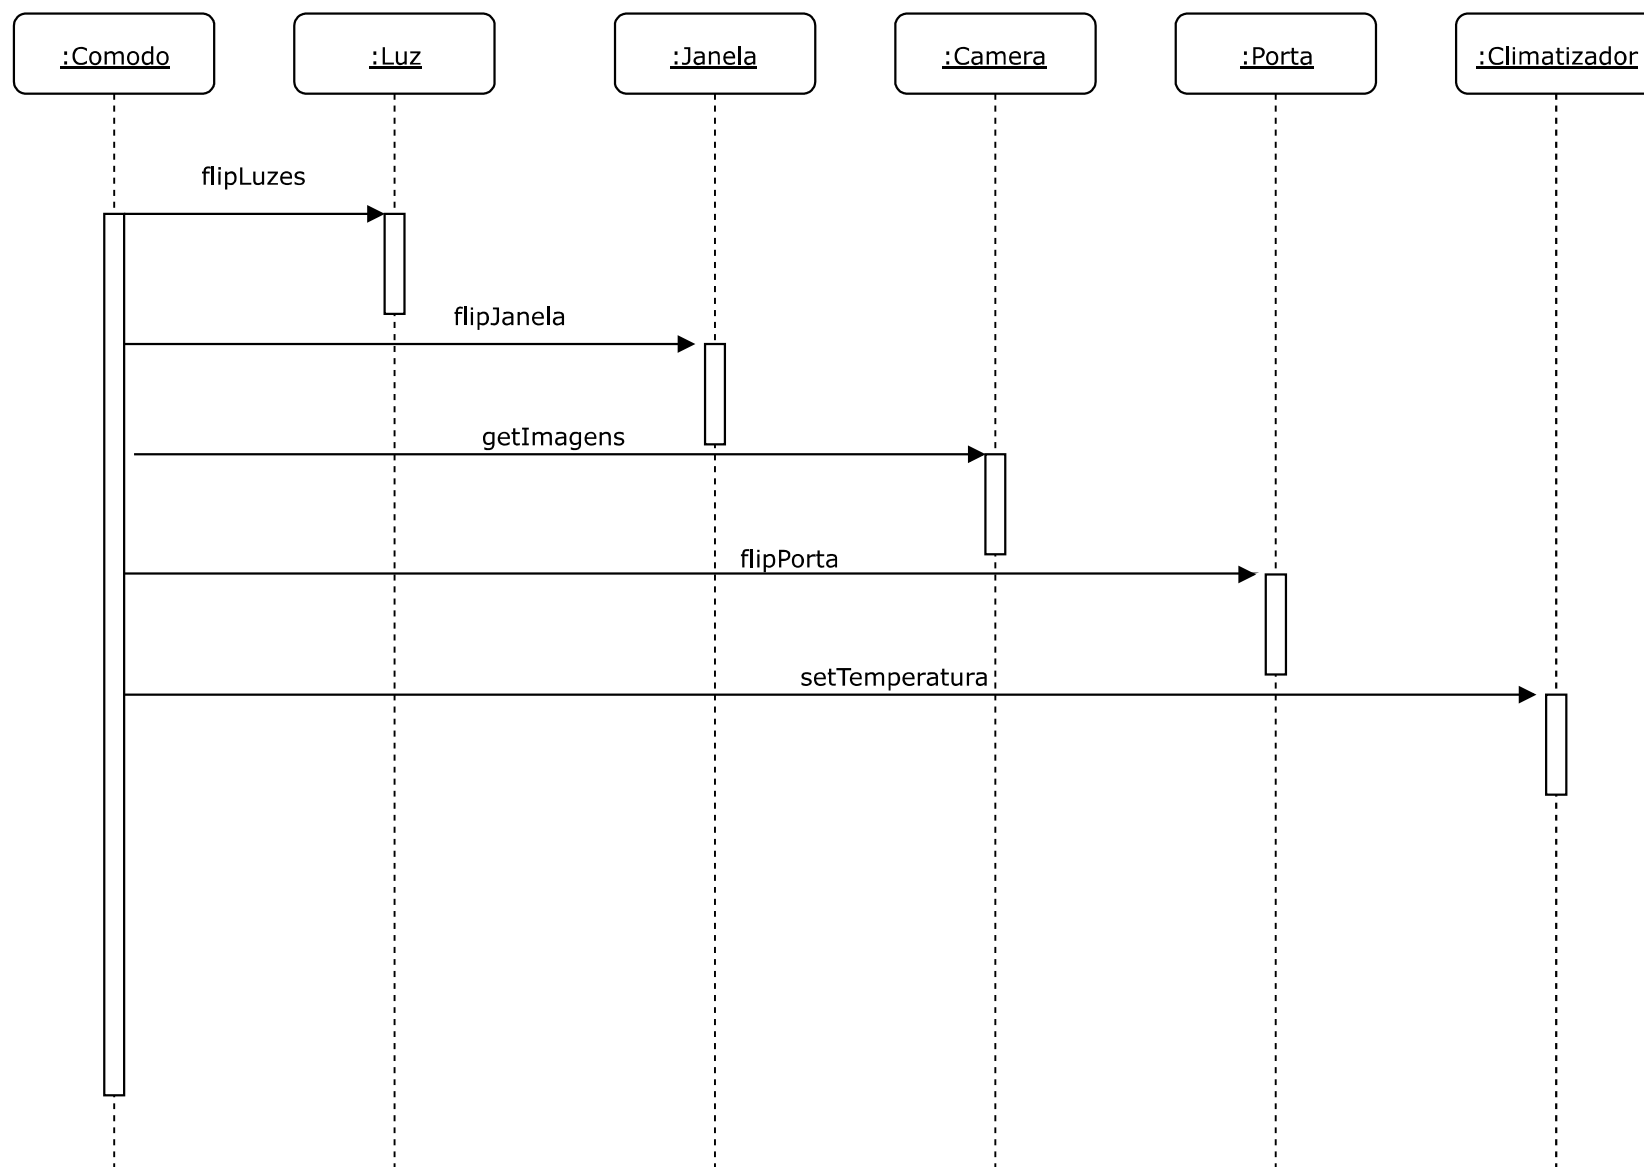 :Comodo
:Luz
:Janela
:Camera
:Porta
:Climatizador
flipLuzes
flipJanela
getImagens
flipPorta
setTemperatura